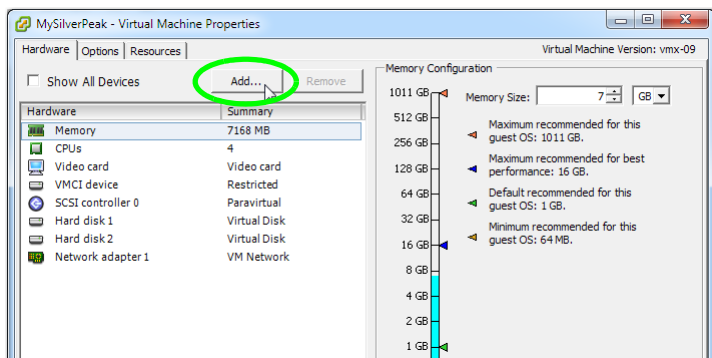 MySilverPeak - Virtual Machine Properties
Hardware Options Resources
Virtual Machine Version: vmx-09
Show All Devices
Add...
Remove
Hardware Summary
Memory 7168 MB
CPUs 4
Video card Video card
VMCI device Restricted
SCSI controller 0 Paravirtual
Hard disk 1 Virtual Disk
Hard disk 2 Virtual Disk
Network adapter 1 VM Network
Memory Configuration
Memory Size: 7 GB
1011 GB
512 GB
256 GB
128 GB
64 GB
32 GB
16 GB
8 GB
4 GB
2 GB
1 GB
Maximum recommended for this
guest OS: 1011 GB.
Maximum recommended for best
performance: 16 GB.
Default recommended for this
guest OS: 1 GB.
Minimum recommended for this
guest OS: 64 MB.